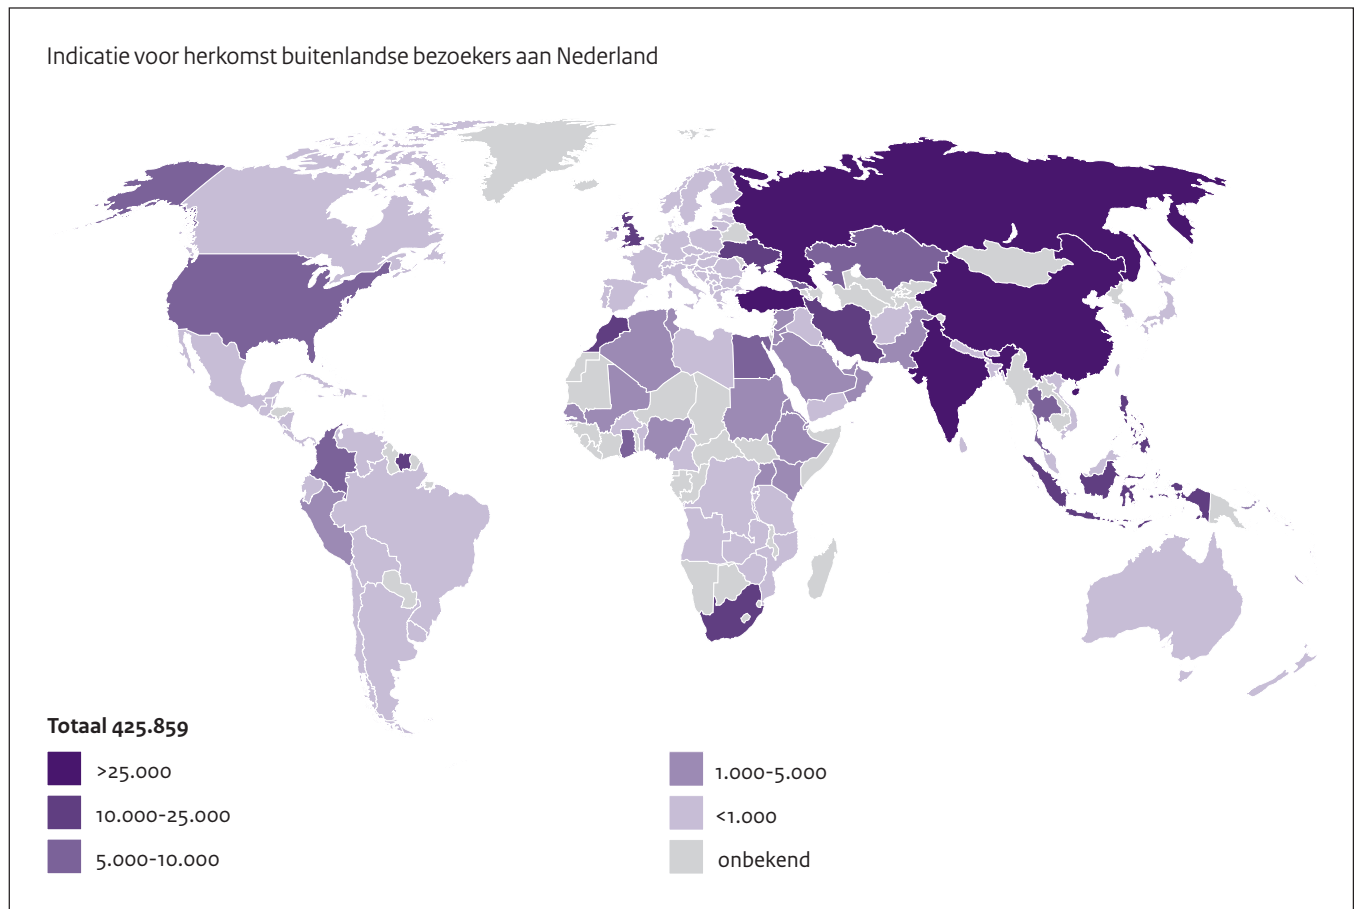 Indicatie voor herkomst buitenlandse bezoekers aan Nederland
Totaal 425.859
>25.000
10.000-25.000
5.000-10.000
1.000-5.000
<1.000
onbekend